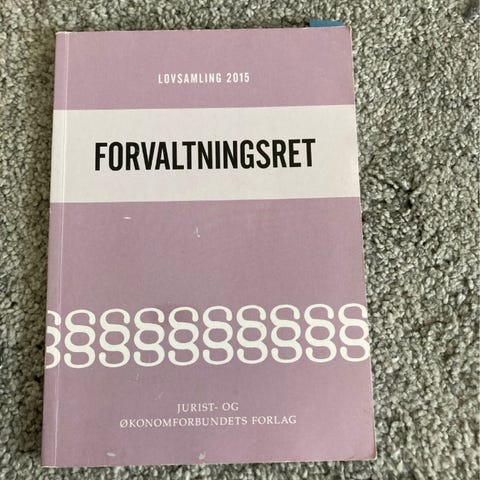 LOVSAMLING 2015
FORVALTNINGSRET
§§§§§§§§§§§§
§§§§§§§§§§§§
JURIST- OG
ØKONOMFORBUNDETS FORLAG